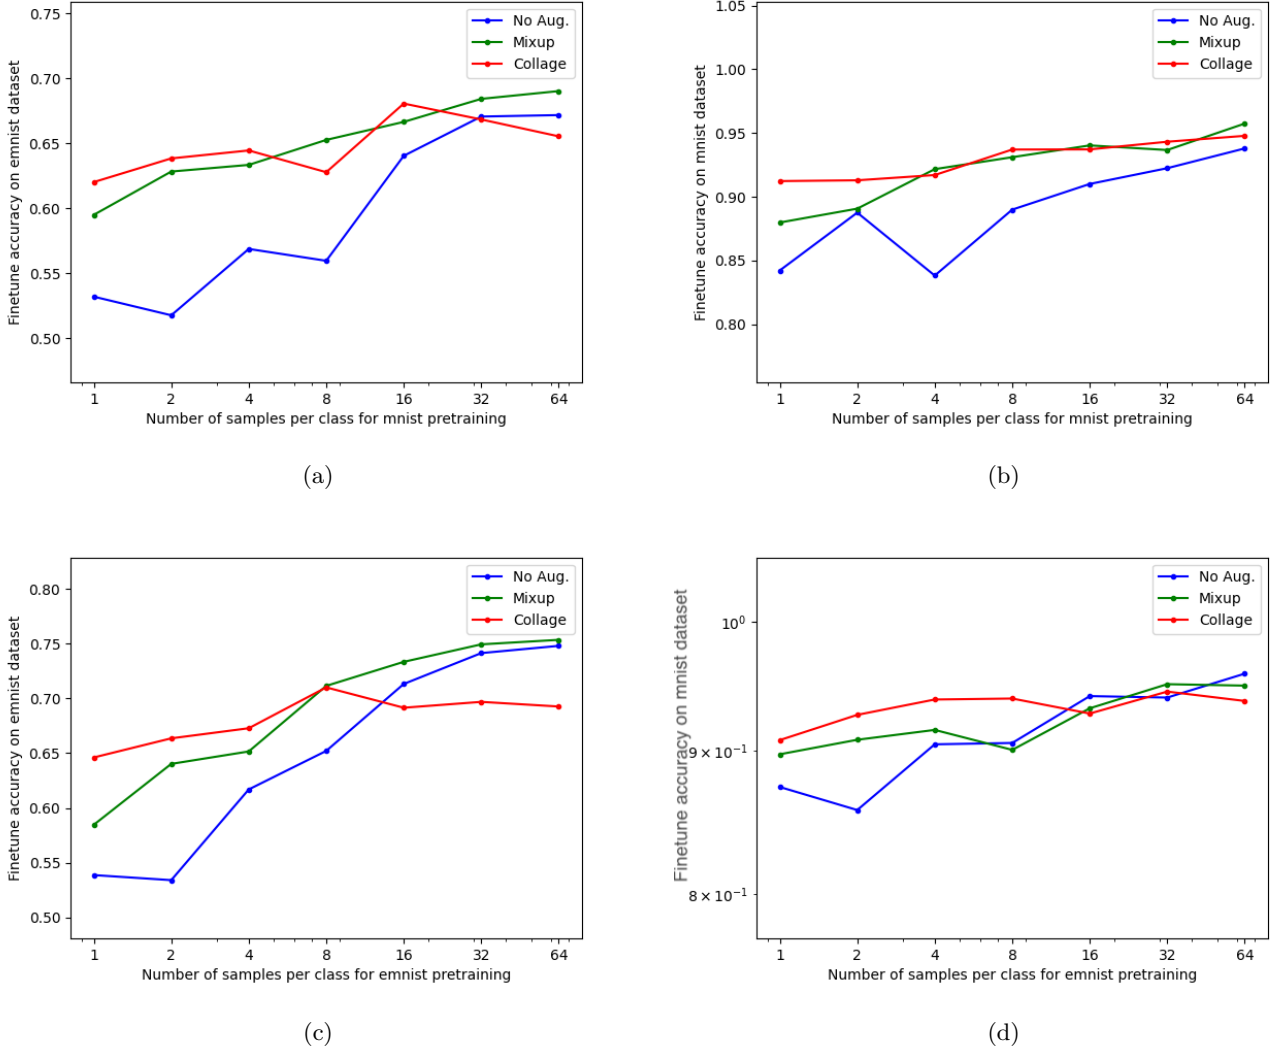 Finetune accuracy on emnist dataset
0.75
0.70
0.65
0.60
0.55
0.50
No Aug.
Mixup
Collage
1 2 4 8 16 32 64
Number of samples per class for mnist pretraining
(a)
Finetune accuracy on mnist dataset
1.05
1.00
0.95
0.90
0.85
0.80
No Aug.
Mixup
Collage
1 2 4 8 16 32 64
Number of samples per class for mnist pretraining
(b)
Finetune accuracy on emnist dataset
0.80
0.75
0.70
0.65
0.60
0.55
0.50
No Aug.
Mixup
Collage
1 2 4 8 16 32 64
Number of samples per class for emnist pretraining
(c)
Finetune accuracy on mnist dataset
10⁰
9 × 10⁻¹
8 × 10⁻¹
No Aug.
Mixup
Collage
1 2 4 8 16 32 64
Number of samples per class for emnist pretraining
(d)